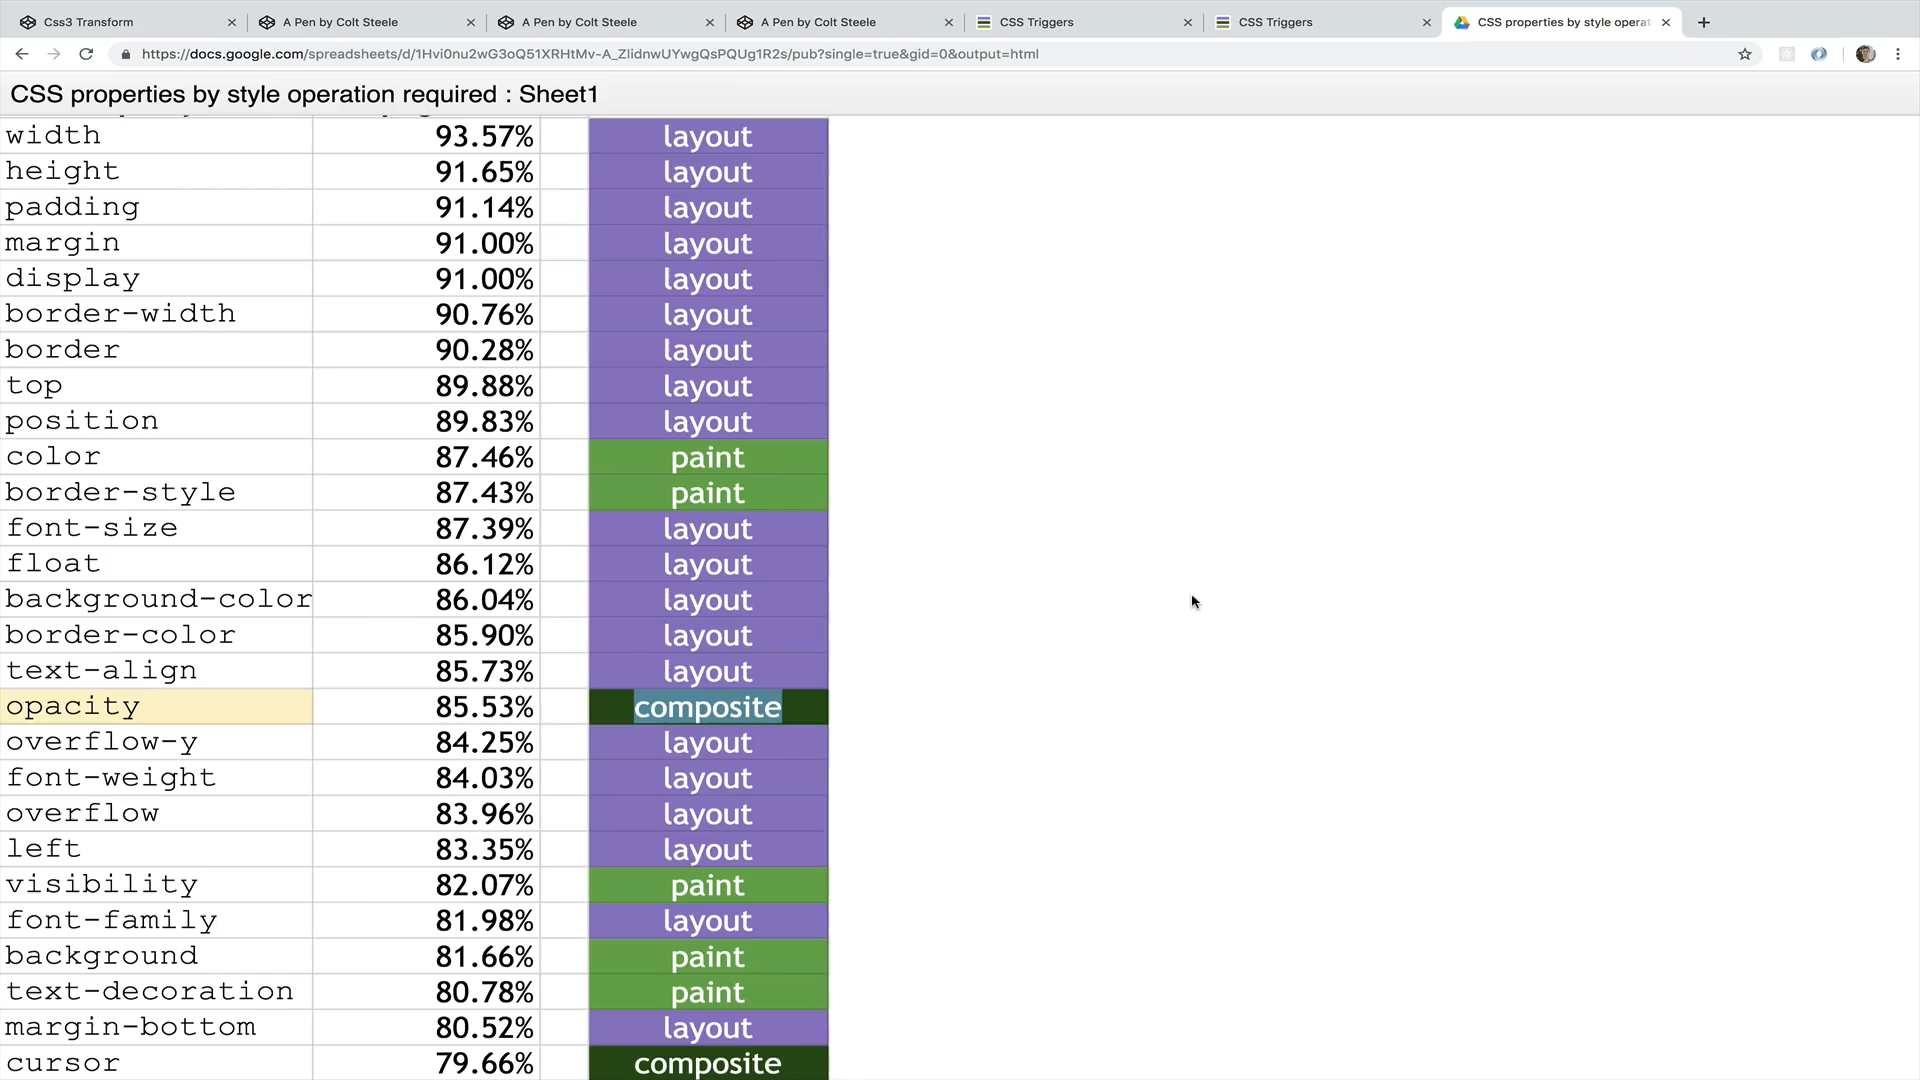 Css3 Transform
A Pen by Colt Steele
A Pen by Colt Steele
A Pen by Colt Steele
CSS Triggers
CSS Triggers
CSS properties by style operat
https://docs.google.com/spreadsheets/d/1Hvi0nu2wG3oQ51XRHtMv-A_ZlidnwUYwgQsPQUg1R2s/pub?single=true&gid=0&output=html
CSS properties by style operation required : Sheet1
width 93.57% layout
height 91.65% layout
padding 91.14% layout
margin 91.00% layout
display 91.00% layout
border-width 90.76% layout
border 90.28% layout
top 89.88% layout
position 89.83% layout
color 87.46% paint
border-style 87.43% paint
font-size 87.39% layout
float 86.12% layout
background-color 86.04% layout
border-color 85.90% layout
text-align 85.73% layout
opacity 85.53% composite
overflow-y 84.25% layout
font-weight 84.03% layout
overflow 83.96% layout
left 83.35% layout
visibility 82.07% paint
font-family 81.98% layout
background 81.66% paint
text-decoration 80.78% paint
margin-bottom 80.52% layout
cursor 79.66% composite